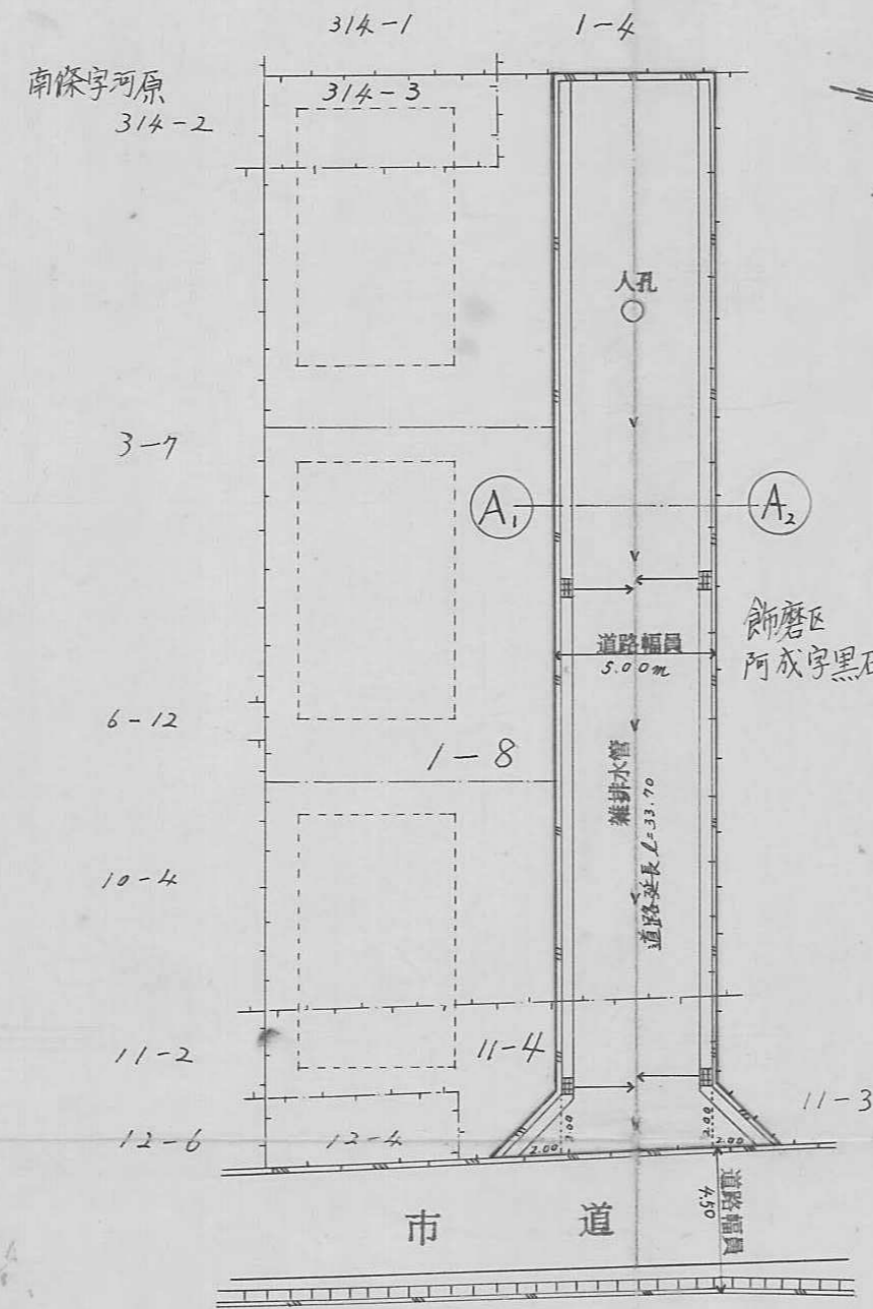 314-1
1-4
南條字河原
314-2
314-3
人孔
3-7
A₁
A₂
道路幅員
5.00m
飾磨区
阿成字黒石
6-12
1-8
雑排水管
道路延長 L=33.70
10-4
11-2
11-4
11-3
12-6
12-4
2.00
2.00
2.00
2.00
道路幅員
4.50
市道